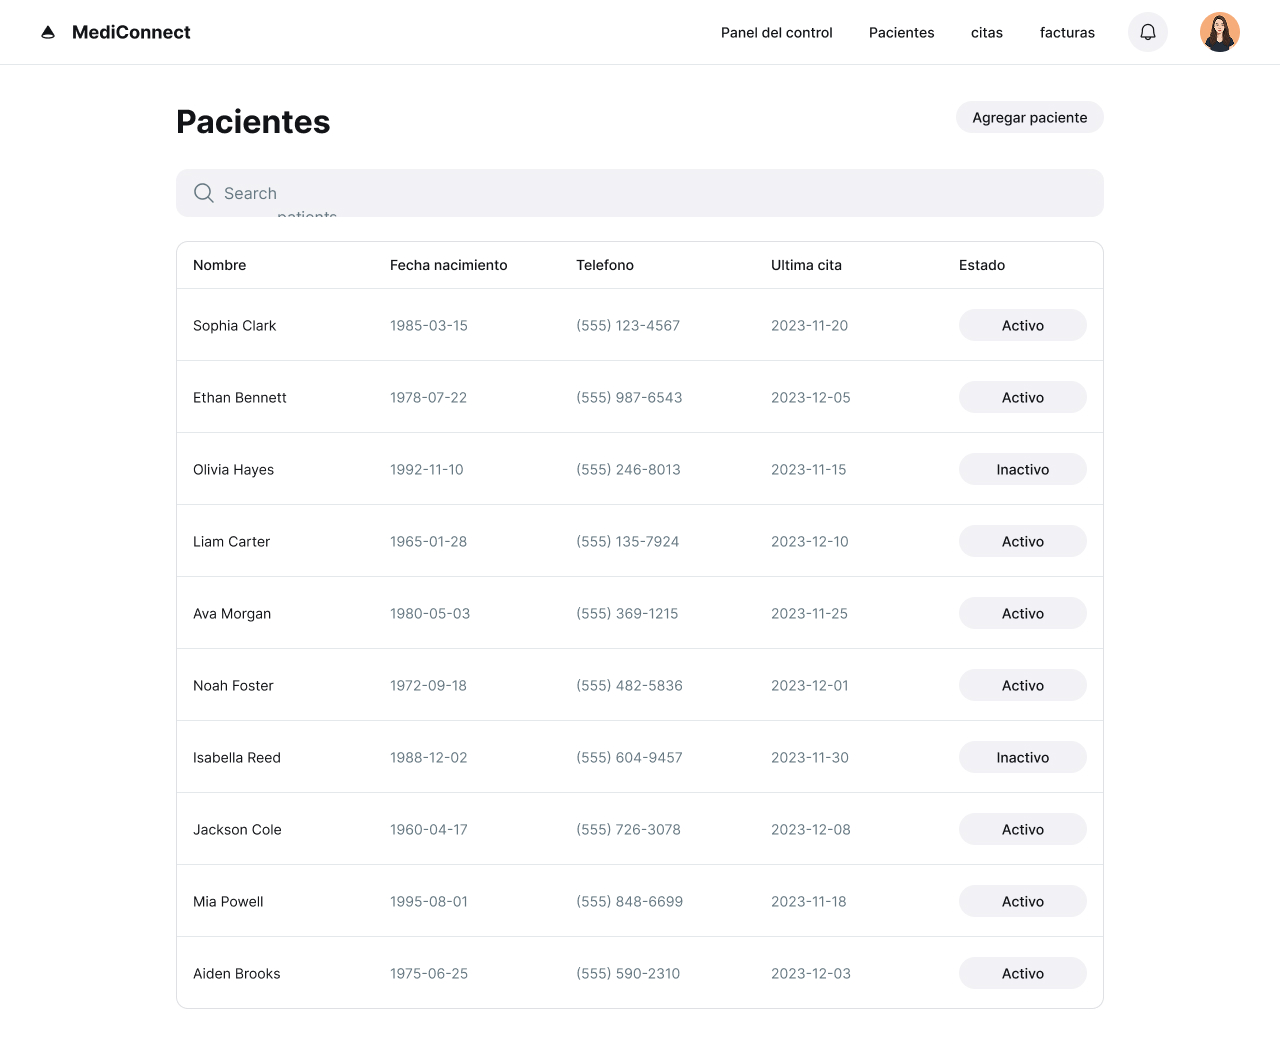 MediConnect
Panel del control Pacientes citas facturas
Pacientes
Agregar paciente
Search
patients
Nombre Fecha nacimiento Telefono Ultima cita Estado
Sophia Clark 1985-03-15 (555) 123-4567 2023-11-20 Activo
Ethan Bennett 1978-07-22 (555) 987-6543 2023-12-05 Activo
Olivia Hayes 1992-11-10 (555) 246-8013 2023-11-15 Inactivo
Liam Carter 1965-01-28 (555) 135-7924 2023-12-10 Activo
Ava Morgan 1980-05-03 (555) 369-1215 2023-11-25 Activo
Noah Foster 1972-09-18 (555) 482-5836 2023-12-01 Activo
Isabella Reed 1988-12-02 (555) 604-9457 2023-11-30 Inactivo
Jackson Cole 1960-04-17 (555) 726-3078 2023-12-08 Activo
Mia Powell 1995-08-01 (555) 848-6699 2023-11-18 Activo
Aiden Brooks 1975-06-25 (555) 590-2310 2023-12-03 Activo